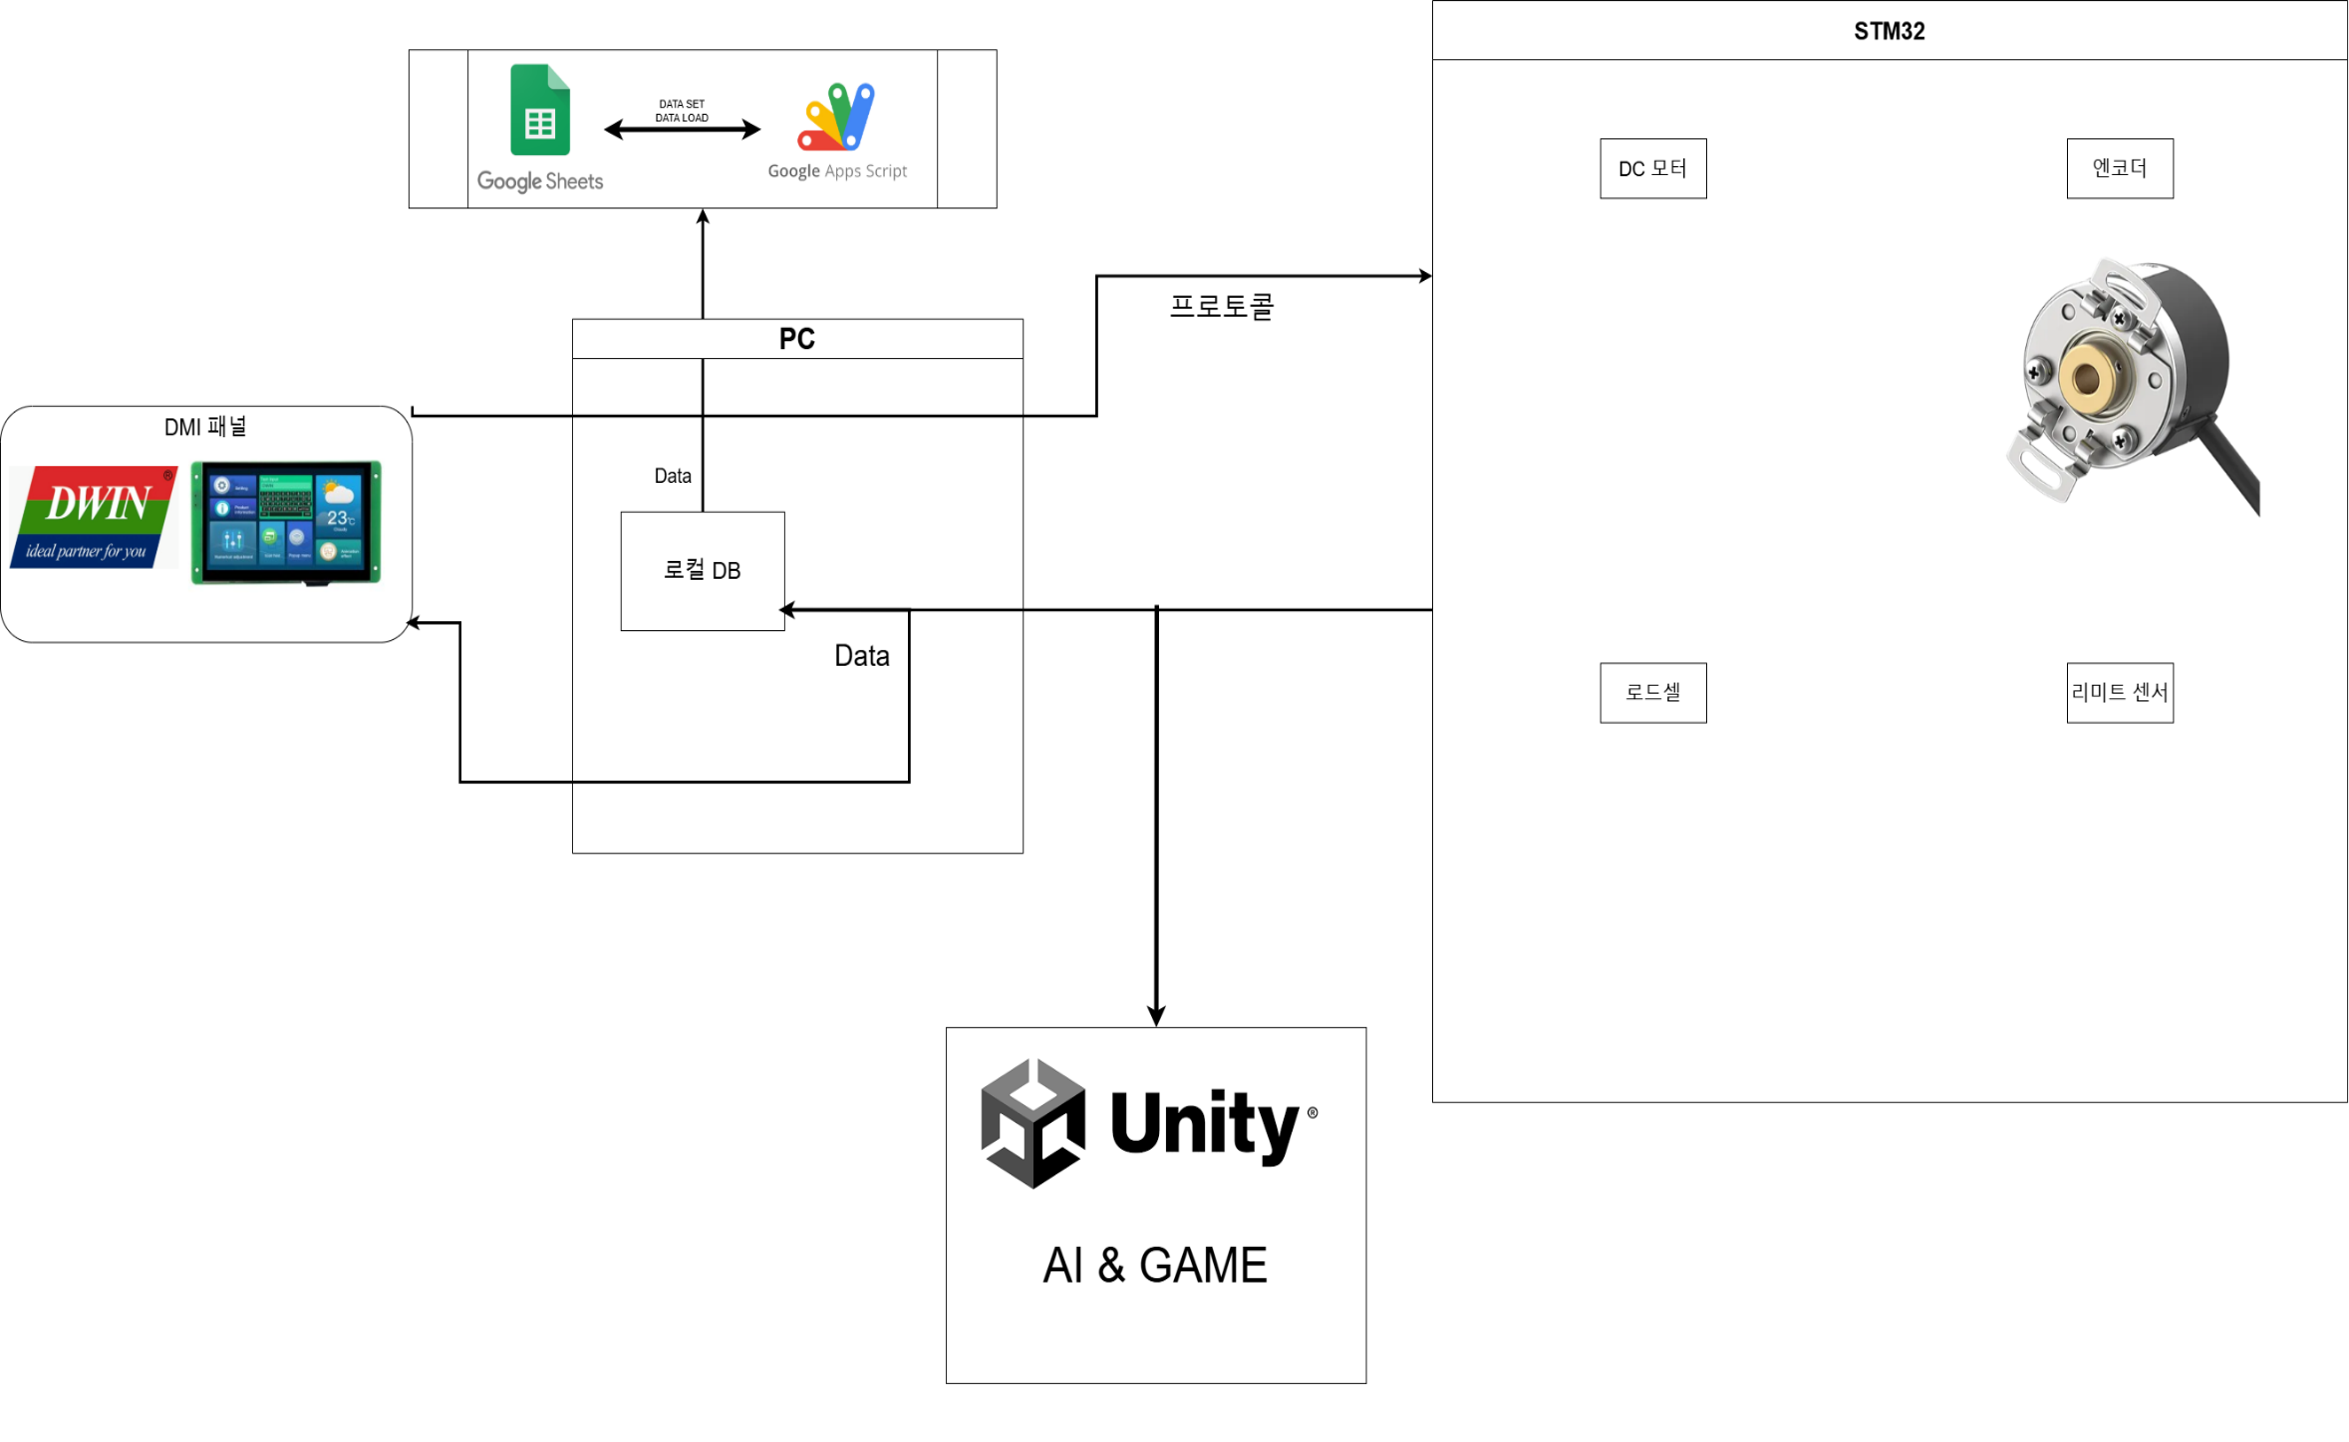 STM32
DATA SET
DATA LOAD
Google Sheets
Google Apps Script
DC 모터
엔코더
프로토콜
PC
DMI 패널
DWIN
®
ideal partner for you
23
Data
로컬 DB
Data
로드셀
리미트 센서
Unity®
AI & GAME